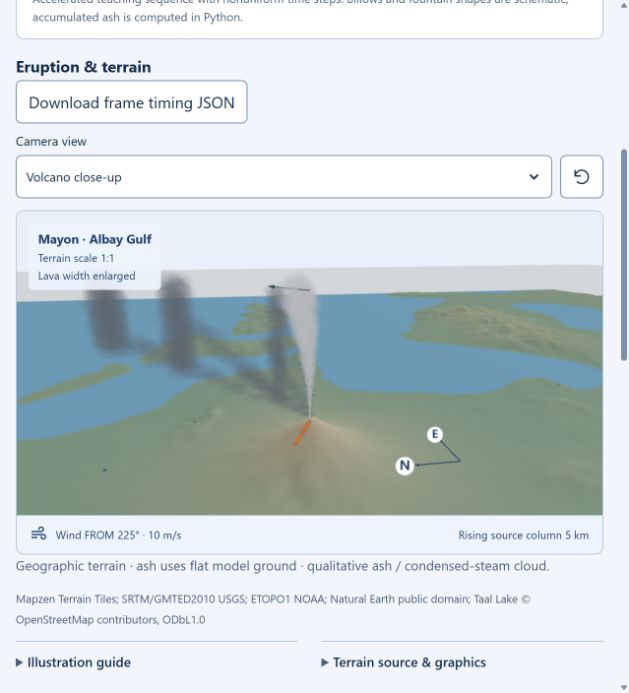 Accelerated teaching sequence with nonuniform time steps. Billows and fountain shapes are schematic;
accumulated ash is computed in Python.
Eruption & terrain
Download frame timing JSON
Camera view
Volcano close-up
Mayon · Albay Gulf
Terrain scale 1:1
Lava width enlarged
E
N
Wind FROM 225° · 10 m/s
Rising source column 5 km
Geographic terrain · ash uses flat model ground · qualitative ash / condensed-steam cloud.
Mapzen Terrain Tiles; SRTM/GMTED2010 USGS; ETOPO1 NOAA; Natural Earth public domain; Taal Lake ©
OpenStreetMap contributors, ODbL1.0
Illustration guide
Terrain source & graphics